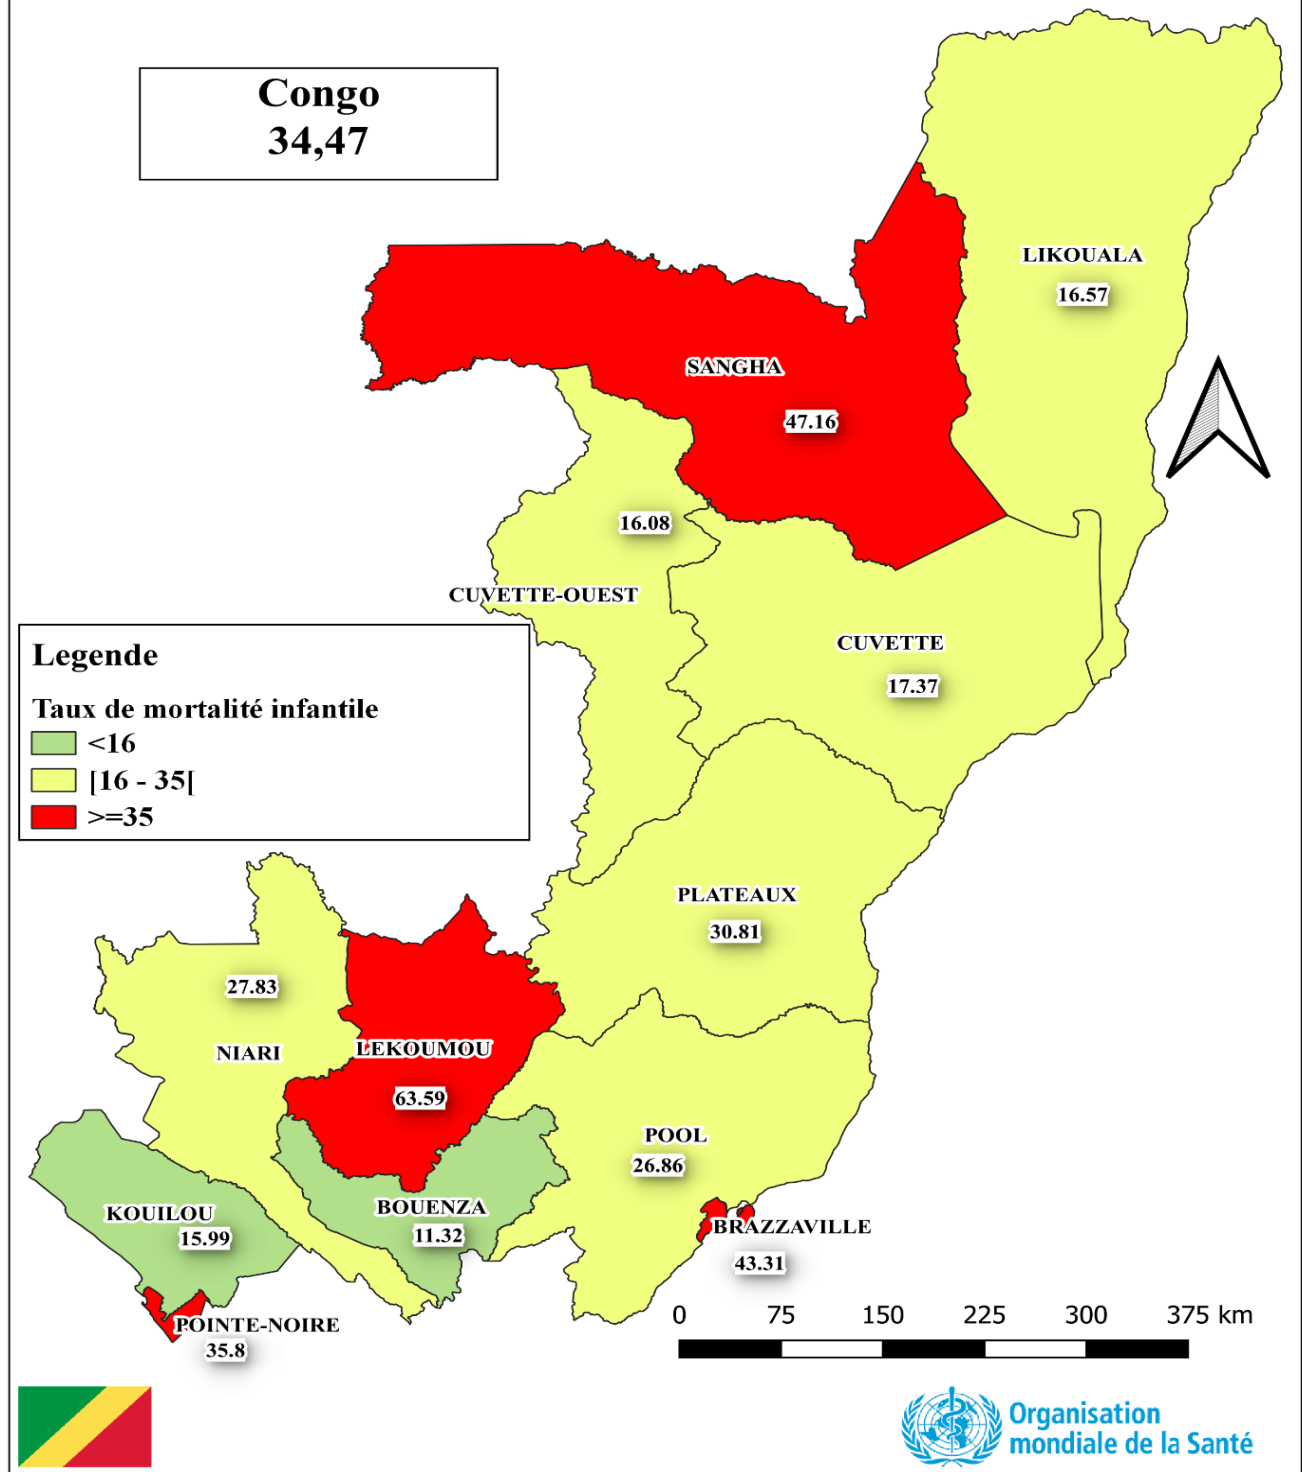 Congo
34,47
LIKOUALA
16.57
SANGHA
47.16
16.08
CUVETTE-OUEST
CUVETTE
17.37
Legende
Taux de mortalité infantile
<16
[16 - 35[
>=35
PLATEAUX
30.81
27.83
NIARI
LEKOUMOU
63.59
POOL
26.86
KOUILOU
15.99
BOUENZA
11.32
BRAZZAVILLE
43.31
POINTE-NOIRE
35.8
0 75 150 225 300 375 km
Organisation
mondiale de la Santé